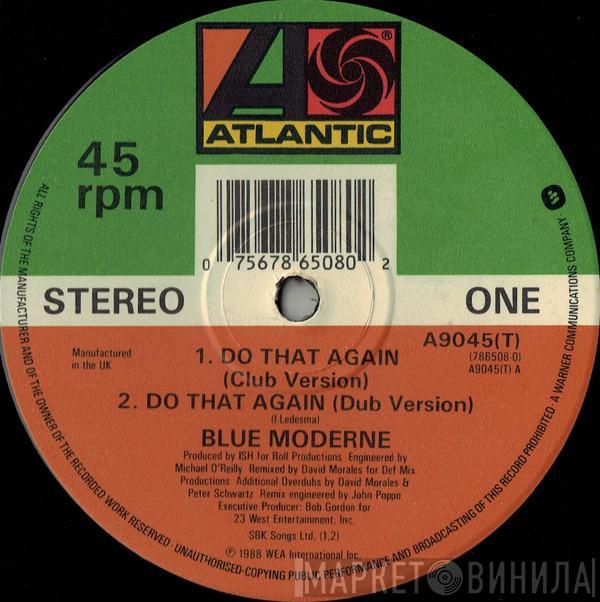 ATLANTIC
®
45
rpm
0 75678 65080 2
STEREO
ONE
A9045(T)
(786508-0)
A9045(T) A
Manufactured
in the UK
1. DO THAT AGAIN
(Club Version)
2. DO THAT AGAIN (Dub Version)
(I.Ledesma)
BLUE MODERNE
Produced by ISH for Roll Productions Engineered by
Michael O'Reilly Remixed by David Morales for Def Mix
Productions Additional Overdubs by David Morales &
Peter Schwartz Remix engineered by John Poppo
Executive Producer: Bob Gordon for
23 West Entertainment, Inc.
SBK Songs Ltd. (1,2)
℗ 1988 WEA International Inc.
ALL RIGHTS OF THE MANUFACTURER AND OF THE OWNER OF THE RECORDED WORK RESERVED · UNAUTHORISED COPYING PUBLIC PERFORMANCE AND BROADCASTING OF THIS RECORD PROHIBITED · A WARNER COMMUNICATIONS COMPANY ·
МАРКЕТ ВИНИЛА